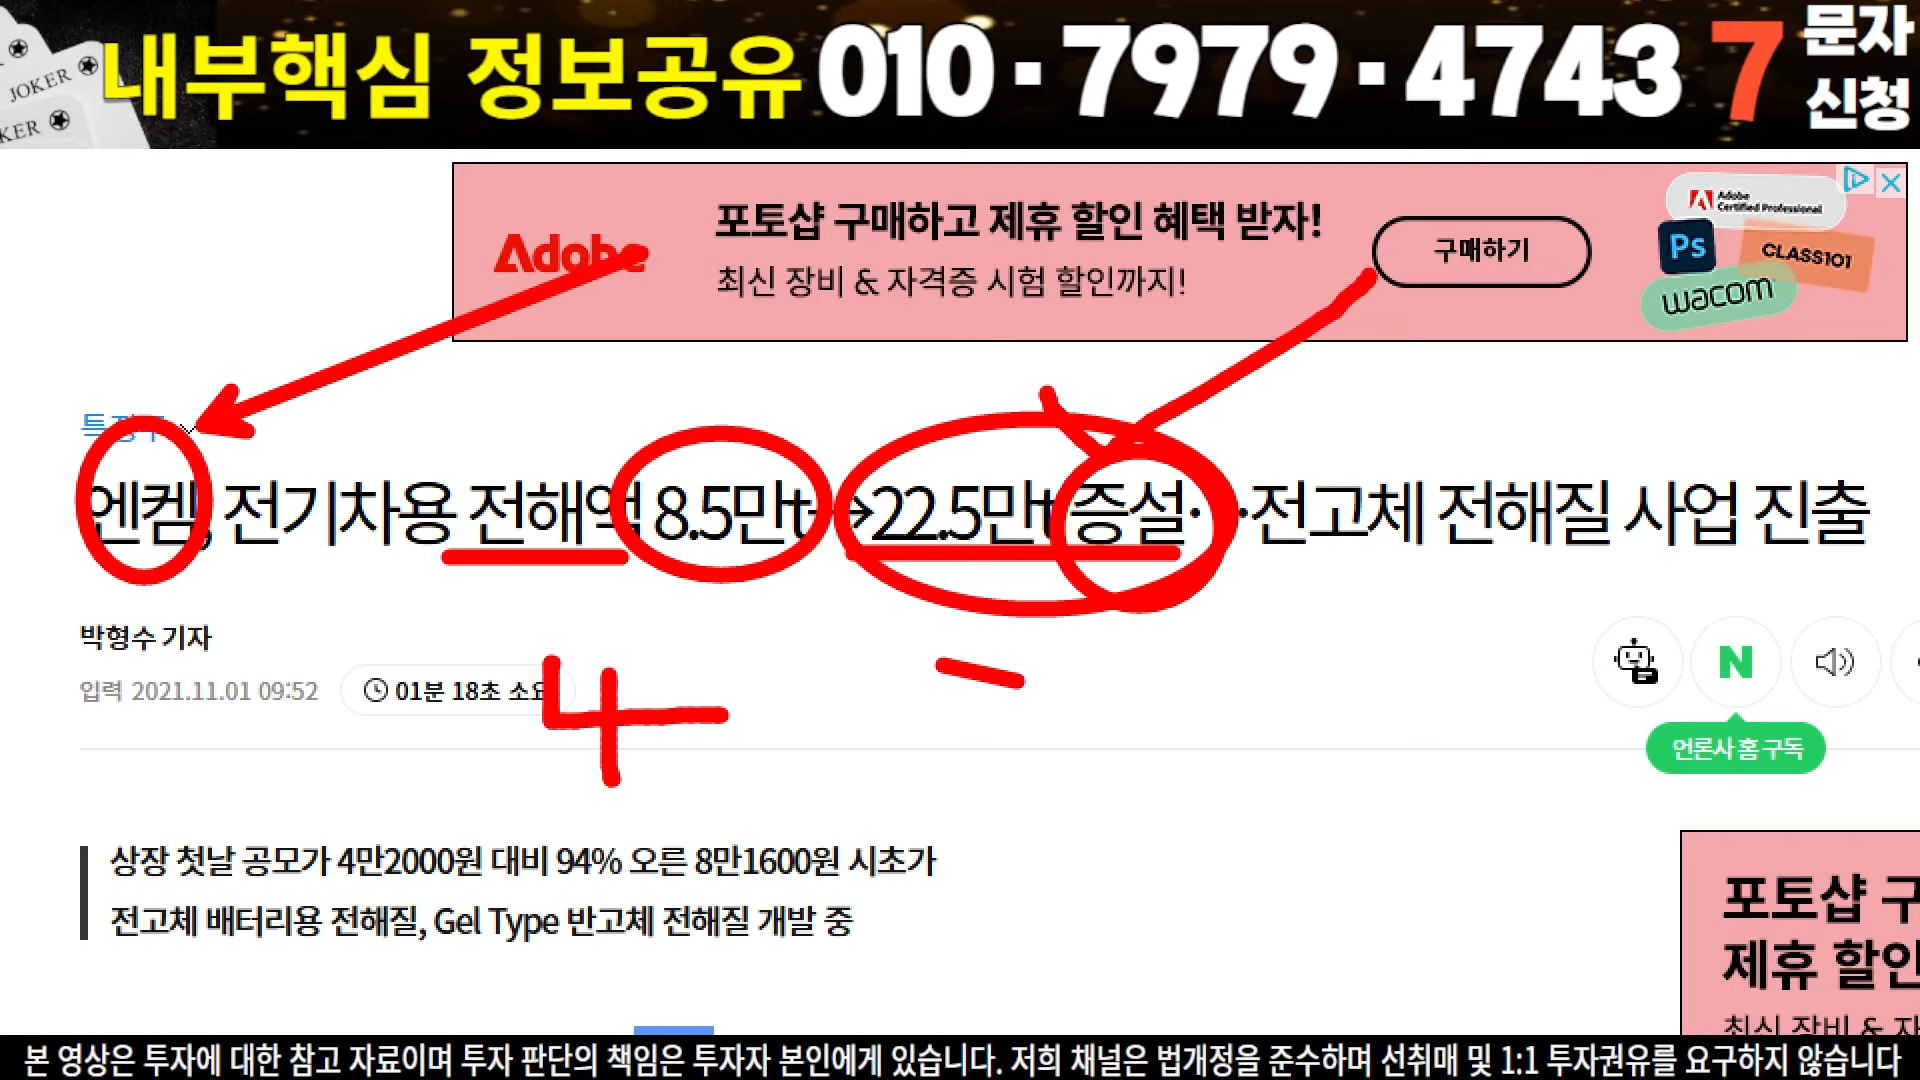 JOKER
KER
내부핵심 정보공유 010·7979·4743 7 문자
신청
Adobe
포토샵 구매하고 제휴 할인 혜택 받자!
최신 장비 & 자격증 시험 할인까지!
구매하기
Adobe
Certified Professional
Ps
CLASS101
wacom
특징주
엔켐, 전기차용 전해액 8.5만t→22.5만t 증설··전고체 전해질 사업 진출
박형수 기자
입력 2021.11.01 09:52
01분 18초 소요
4
N
언론사 홈 구독
상장 첫날 공모가 4만2000원 대비 94% 오른 8만1600원 시초가
전고체 배터리용 전해질, Gel Type 반고체 전해질 개발 중
포토샵 구
제휴 할인
최신 장비 & 자
본 영상은 투자에 대한 참고 자료이며 투자 판단의 책임은 투자자 본인에게 있습니다. 저희 채널은 법개정을 준수하며 선취매 및 1:1 투자권유를 요구하지 않습니다